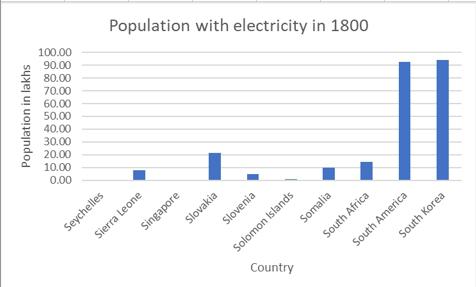 Population with electricity in 1800
Population in lakhs
100.00
90.00
80.00
70.00
60.00
50.00
40.00
30.00
20.00
10.00
0.00
Seychelles
Sierra Leone
Singapore
Slovakia
Slovenia
Solomon Islands
Somalia
South Africa
South America
South Korea
Country